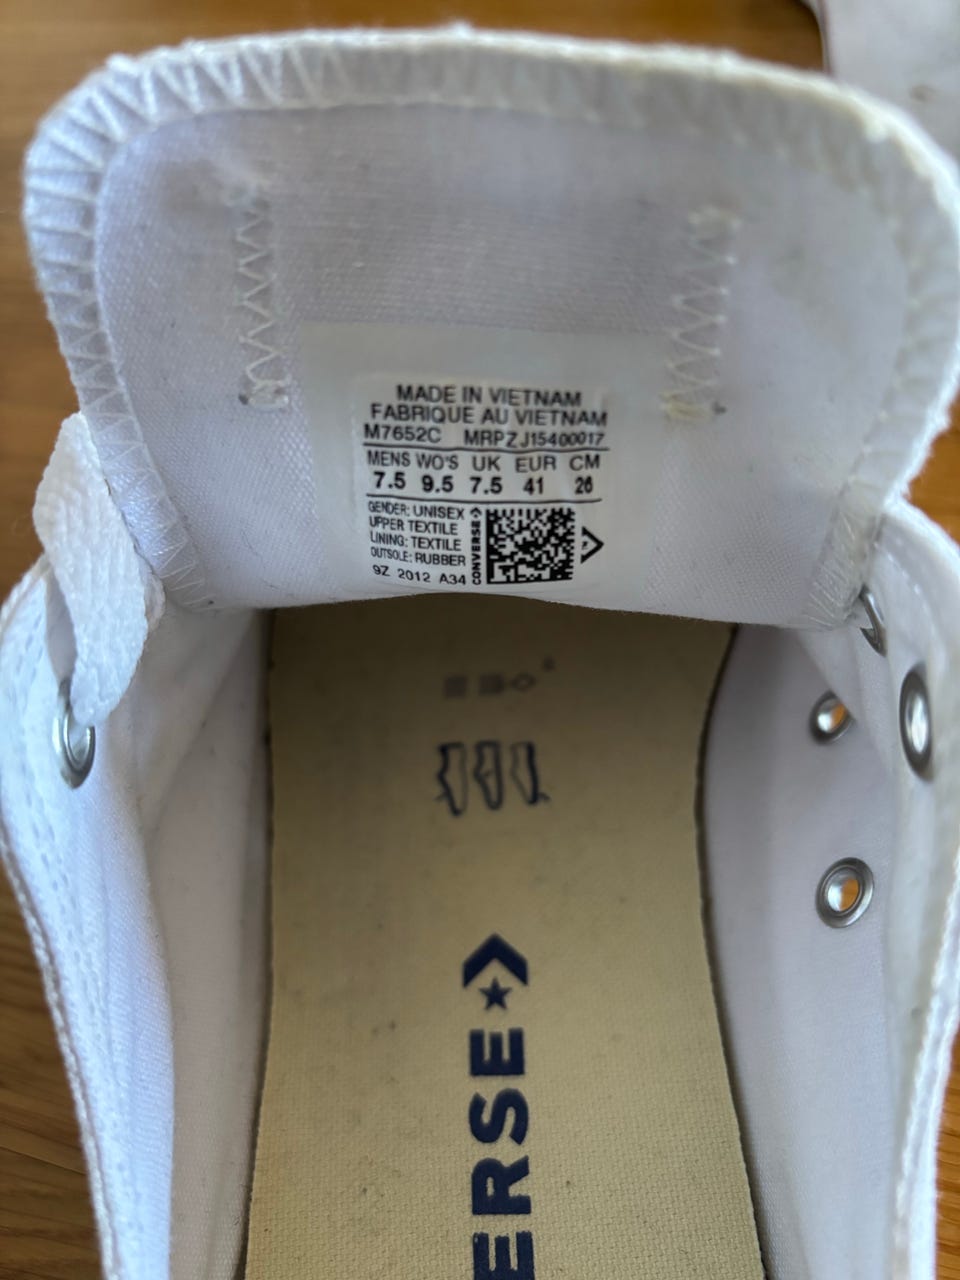 MADE IN VIETNAM
FABRIQUE AU VIETNAM
M7652C MRPZJ15400017
MENS WO'S UK EUR CM
7.5 9.5 7.5 41 26
GENDER: UNISEX
UPPER TEXTILE
LINING: TEXTILE
OUTSOLE: RUBBER
9Z 2012 A34
CONVERSE
ERSE